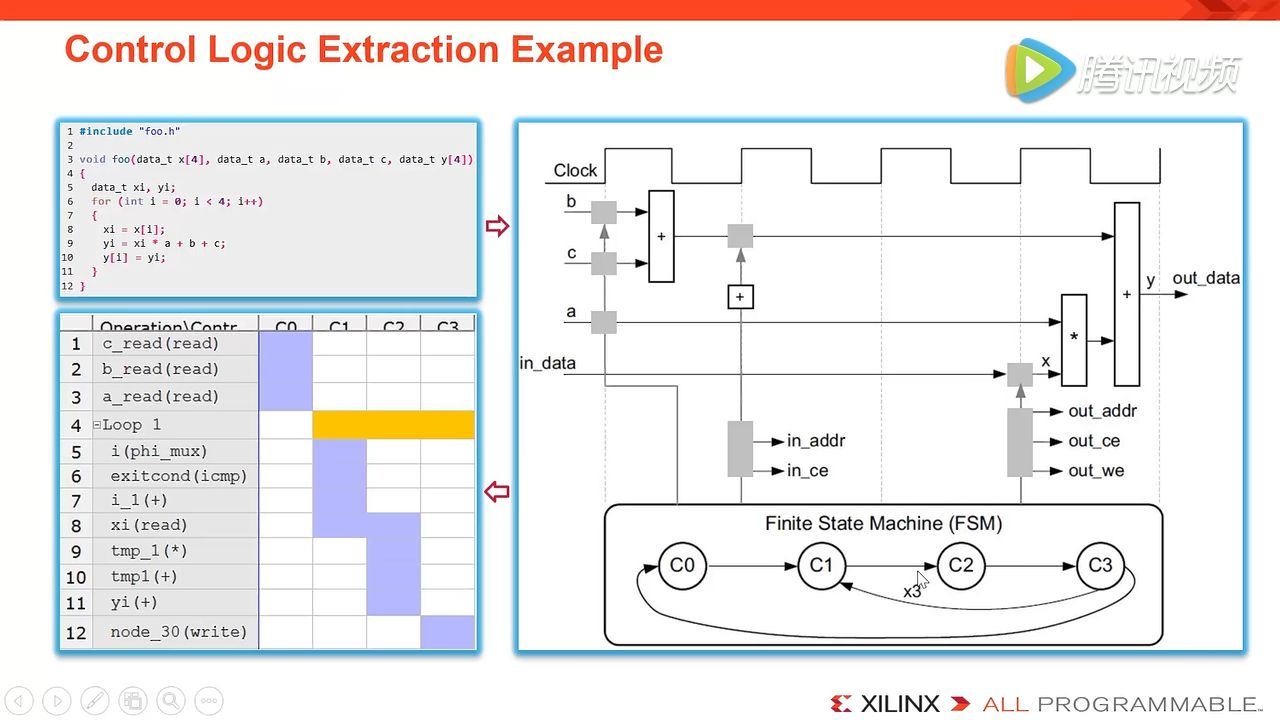 Control Logic Extraction Example
腾讯视频
1 #include "foo.h"
2
3 void foo(data_t x[4], data_t a, data_t b, data_t c, data_t y[4])
4 {
5 data_t xi, yi;
6 for (int i = 0; i < 4; i++)
7 {
8 xi = x[i];
9 yi = xi * a + b + c;
10 y[i] = yi;
11 }
12 }
Operation\Contr C0 C1 C2 C3
1 c_read(read)
2 b_read(read)
3 a_read(read)
4 Loop 1
5 i(phi_mux)
6 exitcond(icmp)
7 i_1(+)
8 xi(read)
9 tmp_1(*)
10 tmp1(+)
11 yi(+)
12 node_30(write)
Clock
b
+
c
+
a
in_data
x
*
+
y
out_data
in_addr
in_ce
out_addr
out_ce
out_we
Finite State Machine (FSM)
C0 C1 C2 C3
x3
XILINX ALL PROGRAMMABLE™